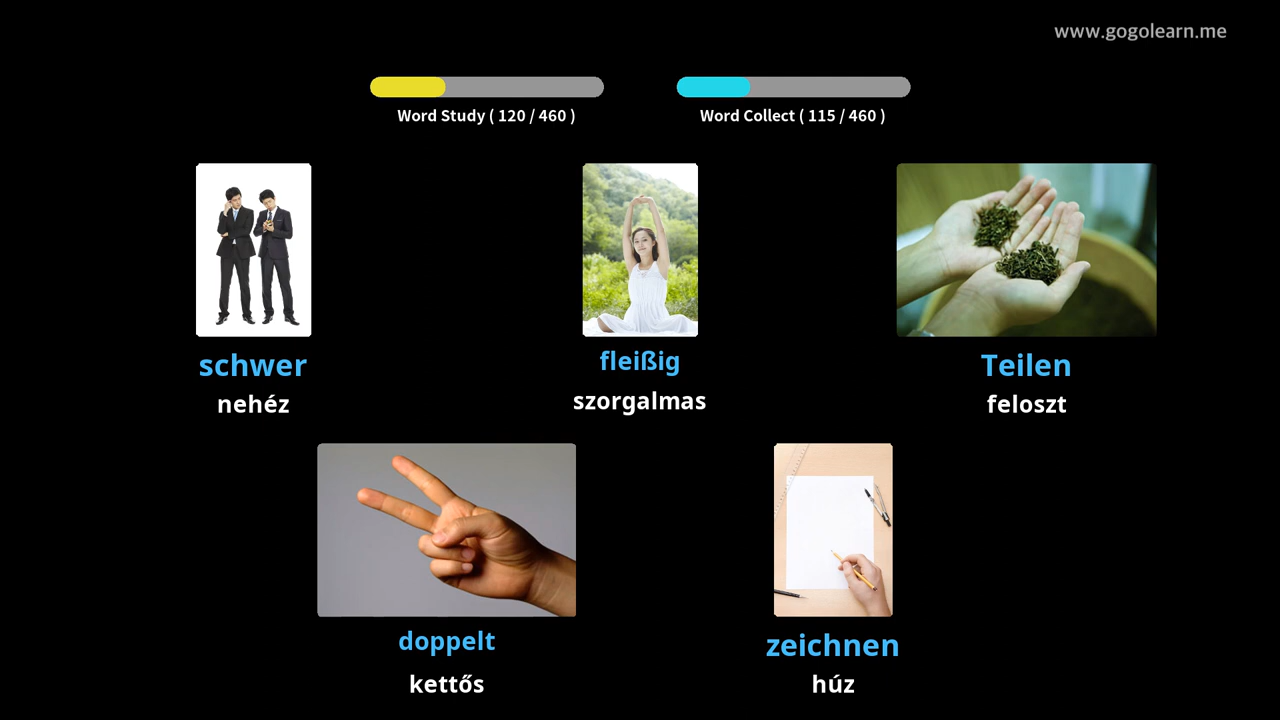 www.gogolearn.me
Word Study ( 120 / 460 )
Word Collect ( 115 / 460 )
schwer
nehéz
fleißig
szorgalmas
Teilen
feloszt
doppelt
kettős
zeichnen
húz